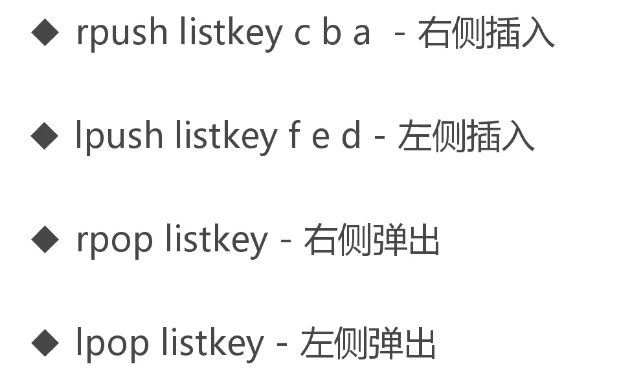 ◆ rpush listkey c b a - 右侧插入
◆ lpush listkey f e d - 左侧插入
◆ rpop listkey - 右侧弹出
◆ lpop listkey - 左侧弹出